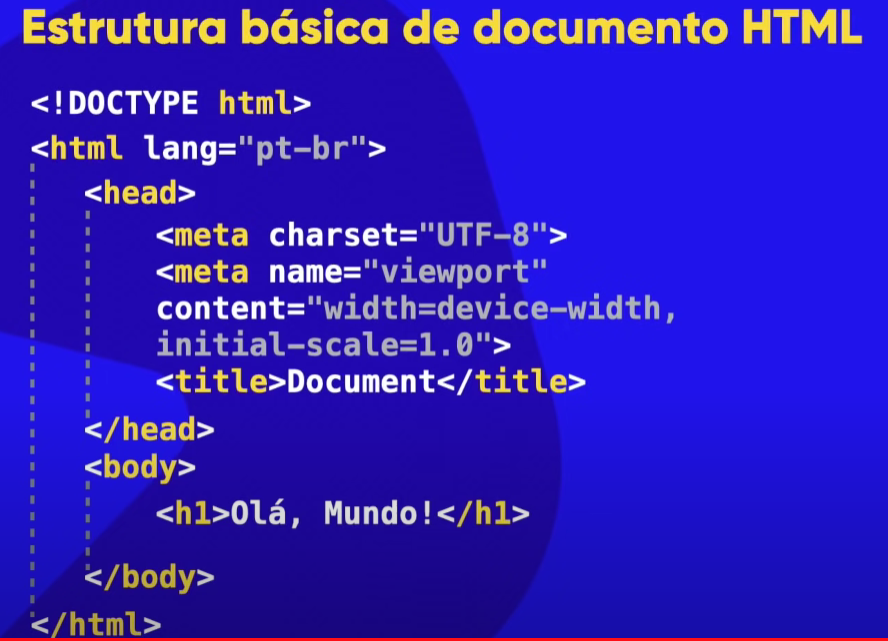 Estrutura básica de documento HTML
<!DOCTYPE html>
<html lang="pt-br">
<head>
<meta charset="UTF-8">
<meta name="viewport"
content="width=device-width,
initial-scale=1.0">
<title>Document</title>
</head>
<body>
<h1>Olá, Mundo!</h1>
</body>
</html>